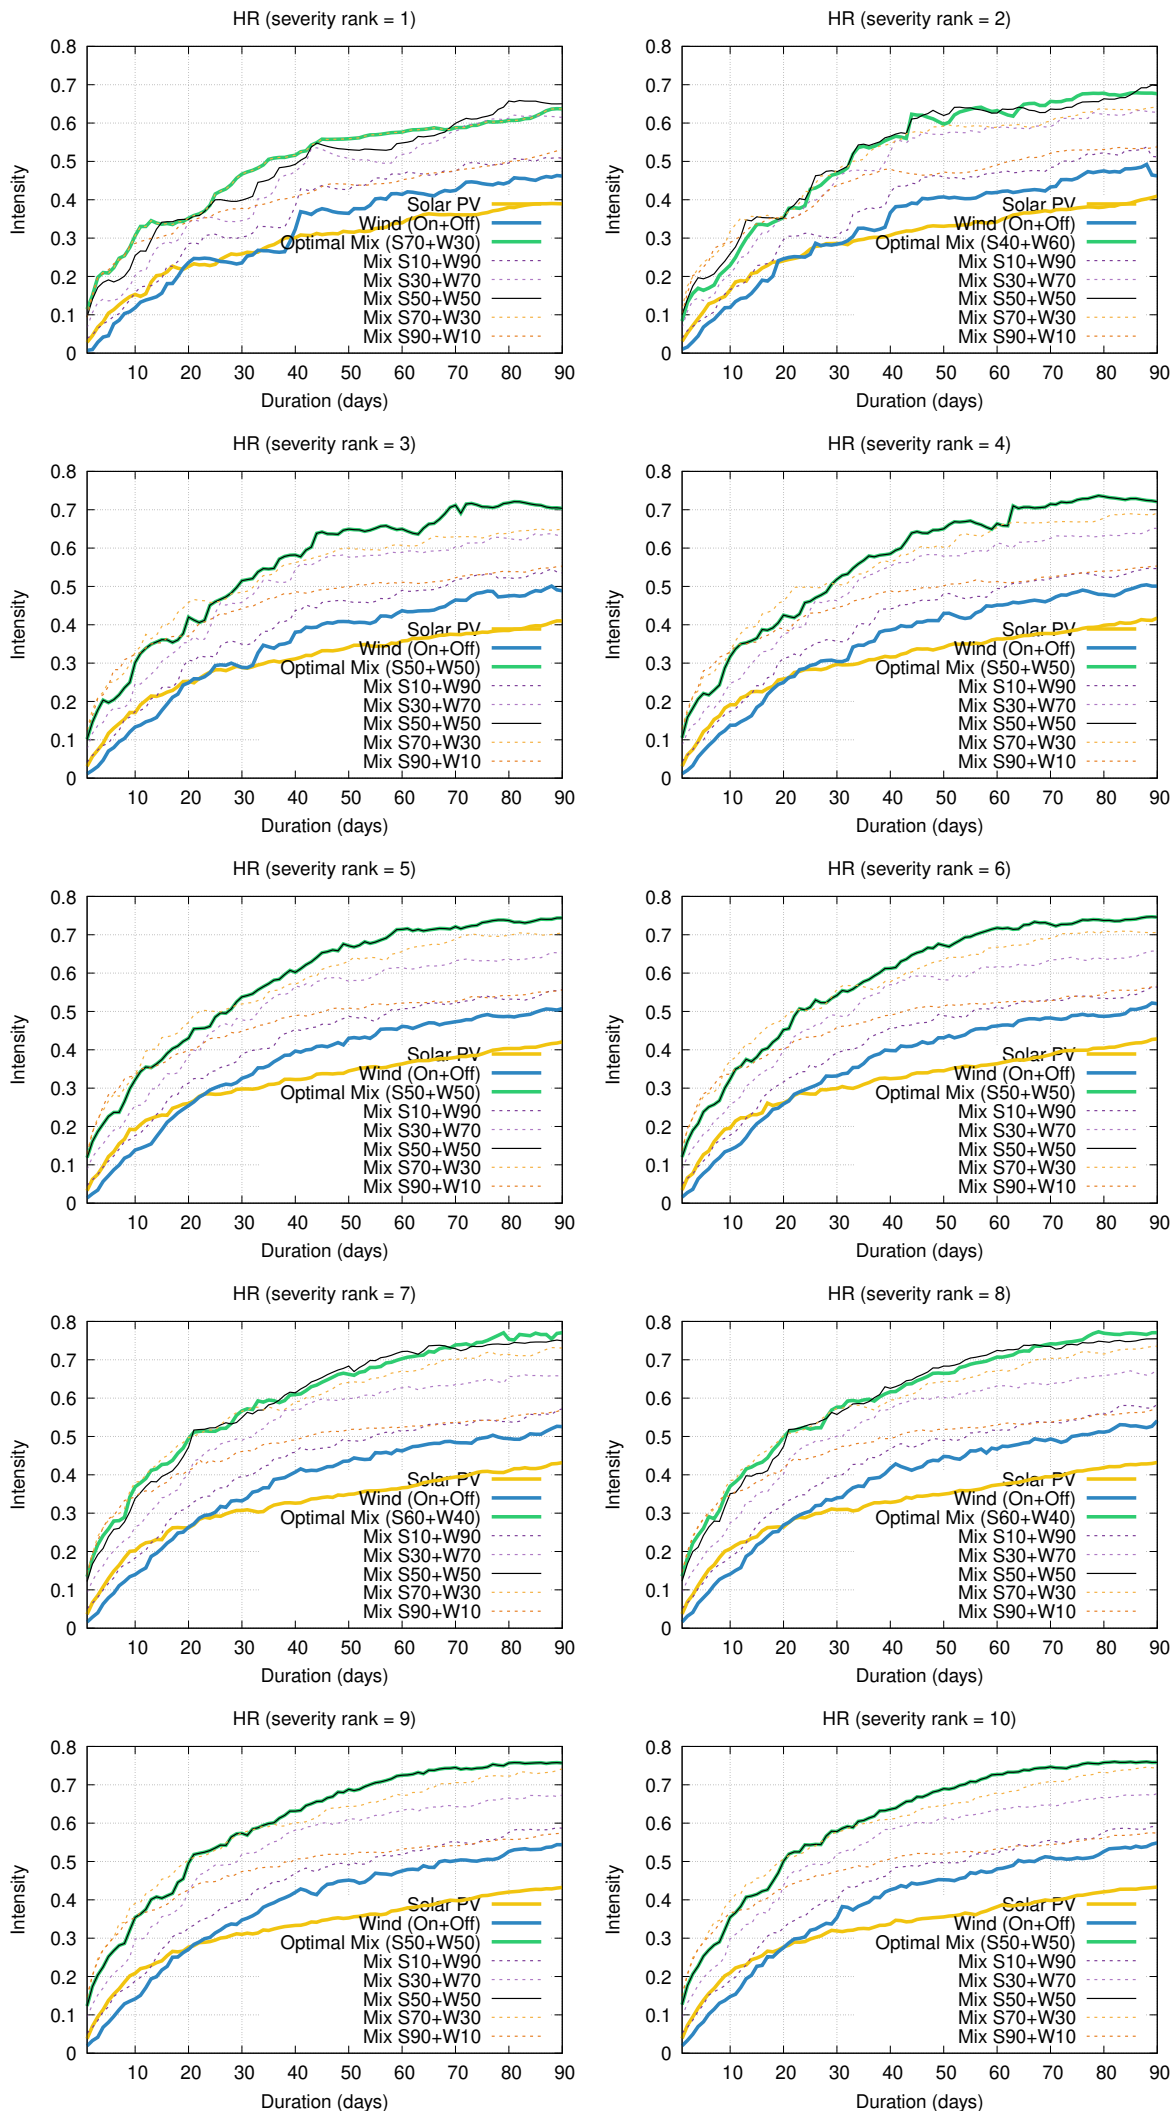 HR (severity rank = 1)
0.8
0.7
0.6
0.5
0.4
0.3
0.2
0.1
0
Intensity
Solar PV
Wind (On+Off)
Optimal Mix (S70+W30)
Mix S10+W90
Mix S30+W70
Mix S50+W50
Mix S70+W30
Mix S90+W10
10 20 30 40 50 60 70 80 90
Duration (days)
HR (severity rank = 2)
0.8
0.7
0.6
0.5
0.4
0.3
0.2
0.1
0
Intensity
Solar PV
Wind (On+Off)
Optimal Mix (S40+W60)
Mix S10+W90
Mix S30+W70
Mix S50+W50
Mix S70+W30
Mix S90+W10
10 20 30 40 50 60 70 80 90
Duration (days)
HR (severity rank = 3)
0.8
0.7
0.6
0.5
0.4
0.3
0.2
0.1
0
Intensity
Solar PV
Wind (On+Off)
Optimal Mix (S50+W50)
Mix S10+W90
Mix S30+W70
Mix S50+W50
Mix S70+W30
Mix S90+W10
10 20 30 40 50 60 70 80 90
Duration (days)
HR (severity rank = 4)
0.8
0.7
0.6
0.5
0.4
0.3
0.2
0.1
0
Intensity
Solar PV
Wind (On+Off)
Optimal Mix (S50+W50)
Mix S10+W90
Mix S30+W70
Mix S50+W50
Mix S70+W30
Mix S90+W10
10 20 30 40 50 60 70 80 90
Duration (days)
HR (severity rank = 5)
0.8
0.7
0.6
0.5
0.4
0.3
0.2
0.1
0
Intensity
Solar PV
Wind (On+Off)
Optimal Mix (S50+W50)
Mix S10+W90
Mix S30+W70
Mix S50+W50
Mix S70+W30
Mix S90+W10
10 20 30 40 50 60 70 80 90
Duration (days)
HR (severity rank = 6)
0.8
0.7
0.6
0.5
0.4
0.3
0.2
0.1
0
Intensity
Solar PV
Wind (On+Off)
Optimal Mix (S50+W50)
Mix S10+W90
Mix S30+W70
Mix S50+W50
Mix S70+W30
Mix S90+W10
10 20 30 40 50 60 70 80 90
Duration (days)
HR (severity rank = 7)
0.8
0.7
0.6
0.5
0.4
0.3
0.2
0.1
0
Intensity
Solar PV
Wind (On+Off)
Optimal Mix (S60+W40)
Mix S10+W90
Mix S30+W70
Mix S50+W50
Mix S70+W30
Mix S90+W10
10 20 30 40 50 60 70 80 90
Duration (days)
HR (severity rank = 8)
0.8
0.7
0.6
0.5
0.4
0.3
0.2
0.1
0
Intensity
Solar PV
Wind (On+Off)
Optimal Mix (S60+W40)
Mix S10+W90
Mix S30+W70
Mix S50+W50
Mix S70+W30
Mix S90+W10
10 20 30 40 50 60 70 80 90
Duration (days)
HR (severity rank = 9)
0.8
0.7
0.6
0.5
0.4
0.3
0.2
0.1
0
Intensity
Solar PV
Wind (On+Off)
Optimal Mix (S50+W50)
Mix S10+W90
Mix S30+W70
Mix S50+W50
Mix S70+W30
Mix S90+W10
10 20 30 40 50 60 70 80 90
Duration (days)
HR (severity rank = 10)
0.8
0.7
0.6
0.5
0.4
0.3
0.2
0.1
0
Intensity
Solar PV
Wind (On+Off)
Optimal Mix (S50+W50)
Mix S10+W90
Mix S30+W70
Mix S50+W50
Mix S70+W30
Mix S90+W10
10 20 30 40 50 60 70 80 90
Duration (days)